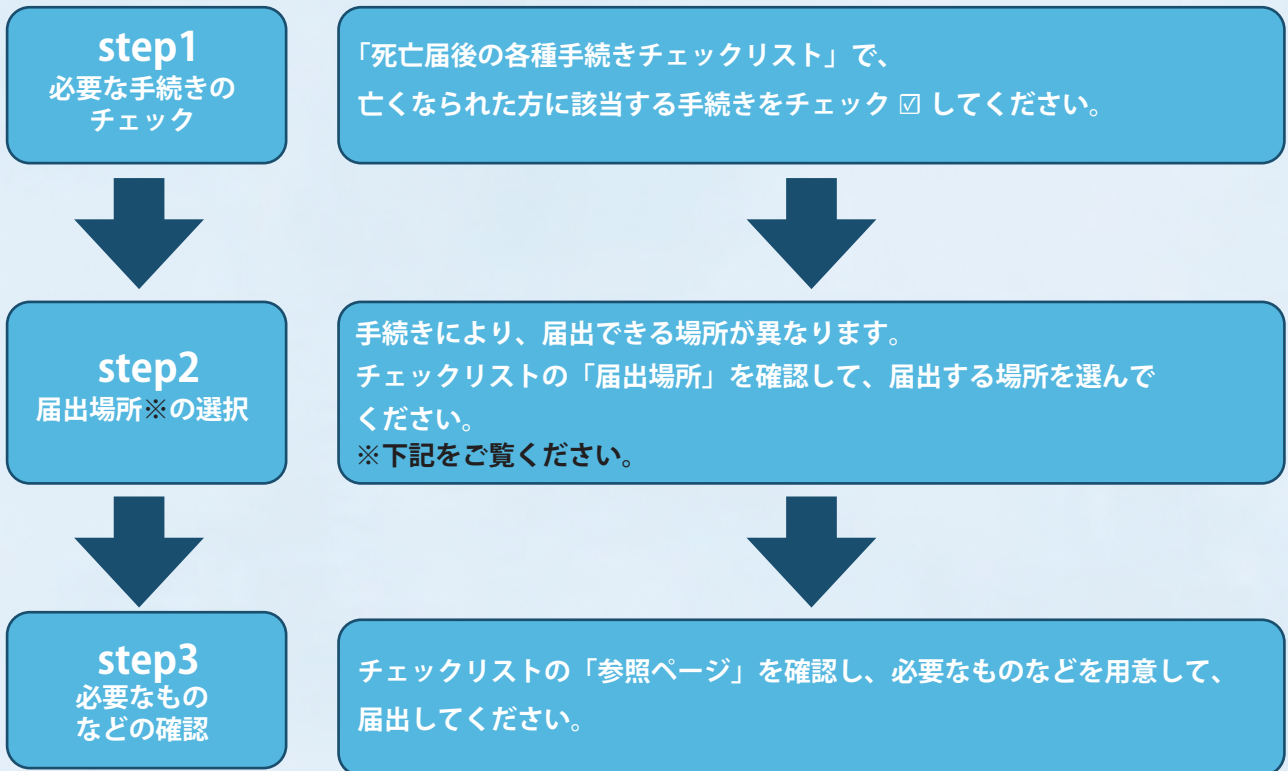 step1
必要な手続きの
チェック
「死亡届後の各種手続きチェックリスト」で、
亡くなられた方に該当する手続きをチェック ☑ してください。
step2
届出場所※の選択
手続きにより、届出できる場所が異なります。
チェックリストの「届出場所」を確認して、届出する場所を選んで
ください。
※下記をご覧ください。
step3
必要なもの
などの確認
チェックリストの「参照ページ」を確認し、必要なものなどを用意して、
届出してください。